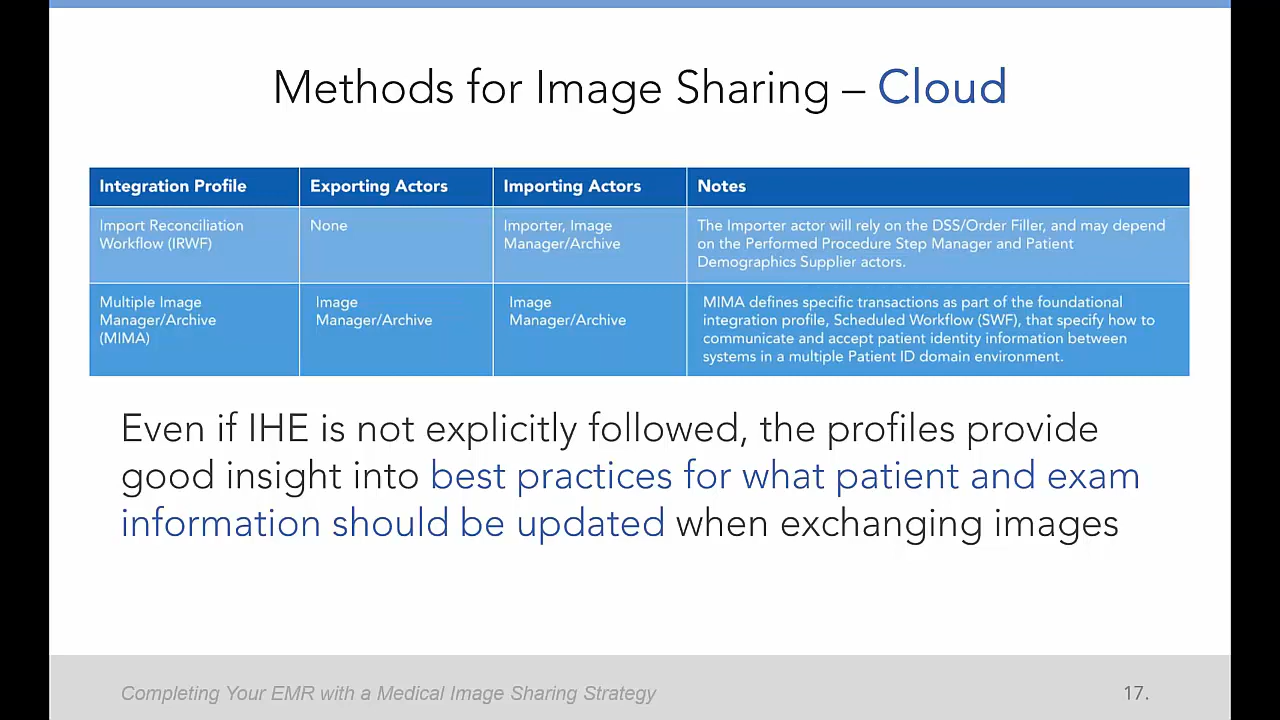 Methods for Image Sharing – Cloud
Integration Profile
Exporting Actors
Importing Actors
Notes
Import Reconciliation
Workflow (IRWF)
None
Importer, Image
Manager/Archive
The Importer actor will rely on the DSS/Order Filler, and may depend
on the Performed Procedure Step Manager and Patient
Demographics Supplier actors.
Multiple Image
Manager/Archive
(MIMA)
Image
Manager/Archive
Image
Manager/Archive
MIMA defines specific transactions as part of the foundational
integration profile, Scheduled Workflow (SWF), that specify how to
communicate and accept patient identity information between
systems in a multiple Patient ID domain environment.
Even if IHE is not explicitly followed, the profiles provide
good insight into best practices for what patient and exam
information should be updated when exchanging images
Completing Your EMR with a Medical Image Sharing Strategy
17.